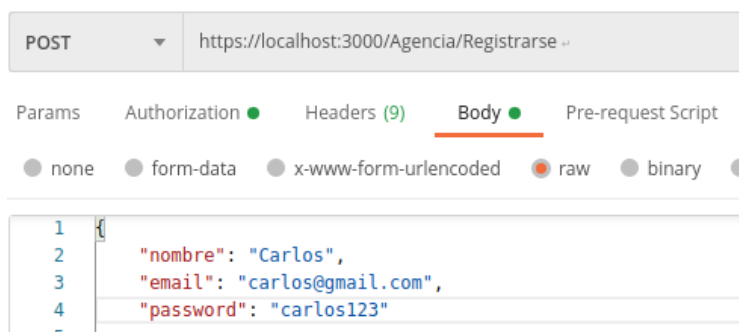 POST https://localhost:3000/Agencia/Registrarse
Params Authorization Headers (9) Body Pre-request Script
none form-data x-www-form-urlencoded raw binary
1 {
2 "nombre": "Carlos",
3 "email": "carlos@gmail.com",
4 "password": "carlos123"